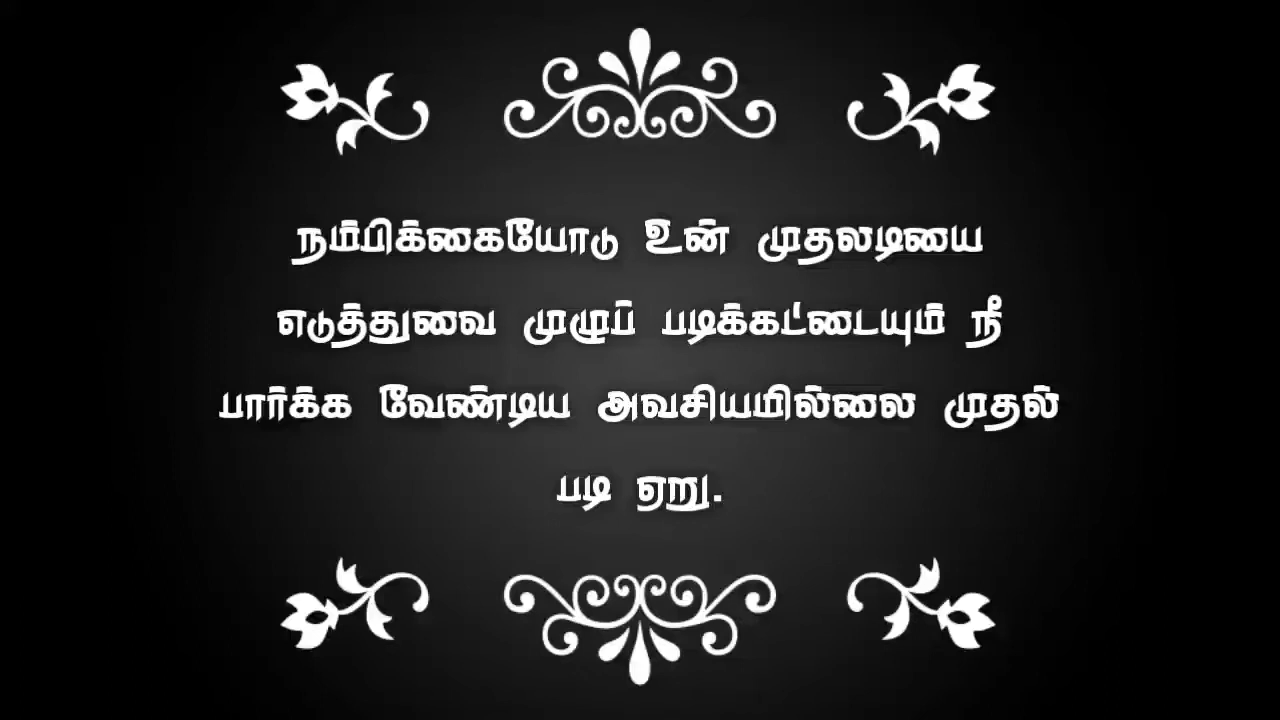 நம்பிக்கையோடு உன் முதலடியை
எடுத்துவை முழுப் படிக்கட்டையும் நீ
பார்க்க வேண்டிய அவசியமில்லை முதல்
படி ஏறு.